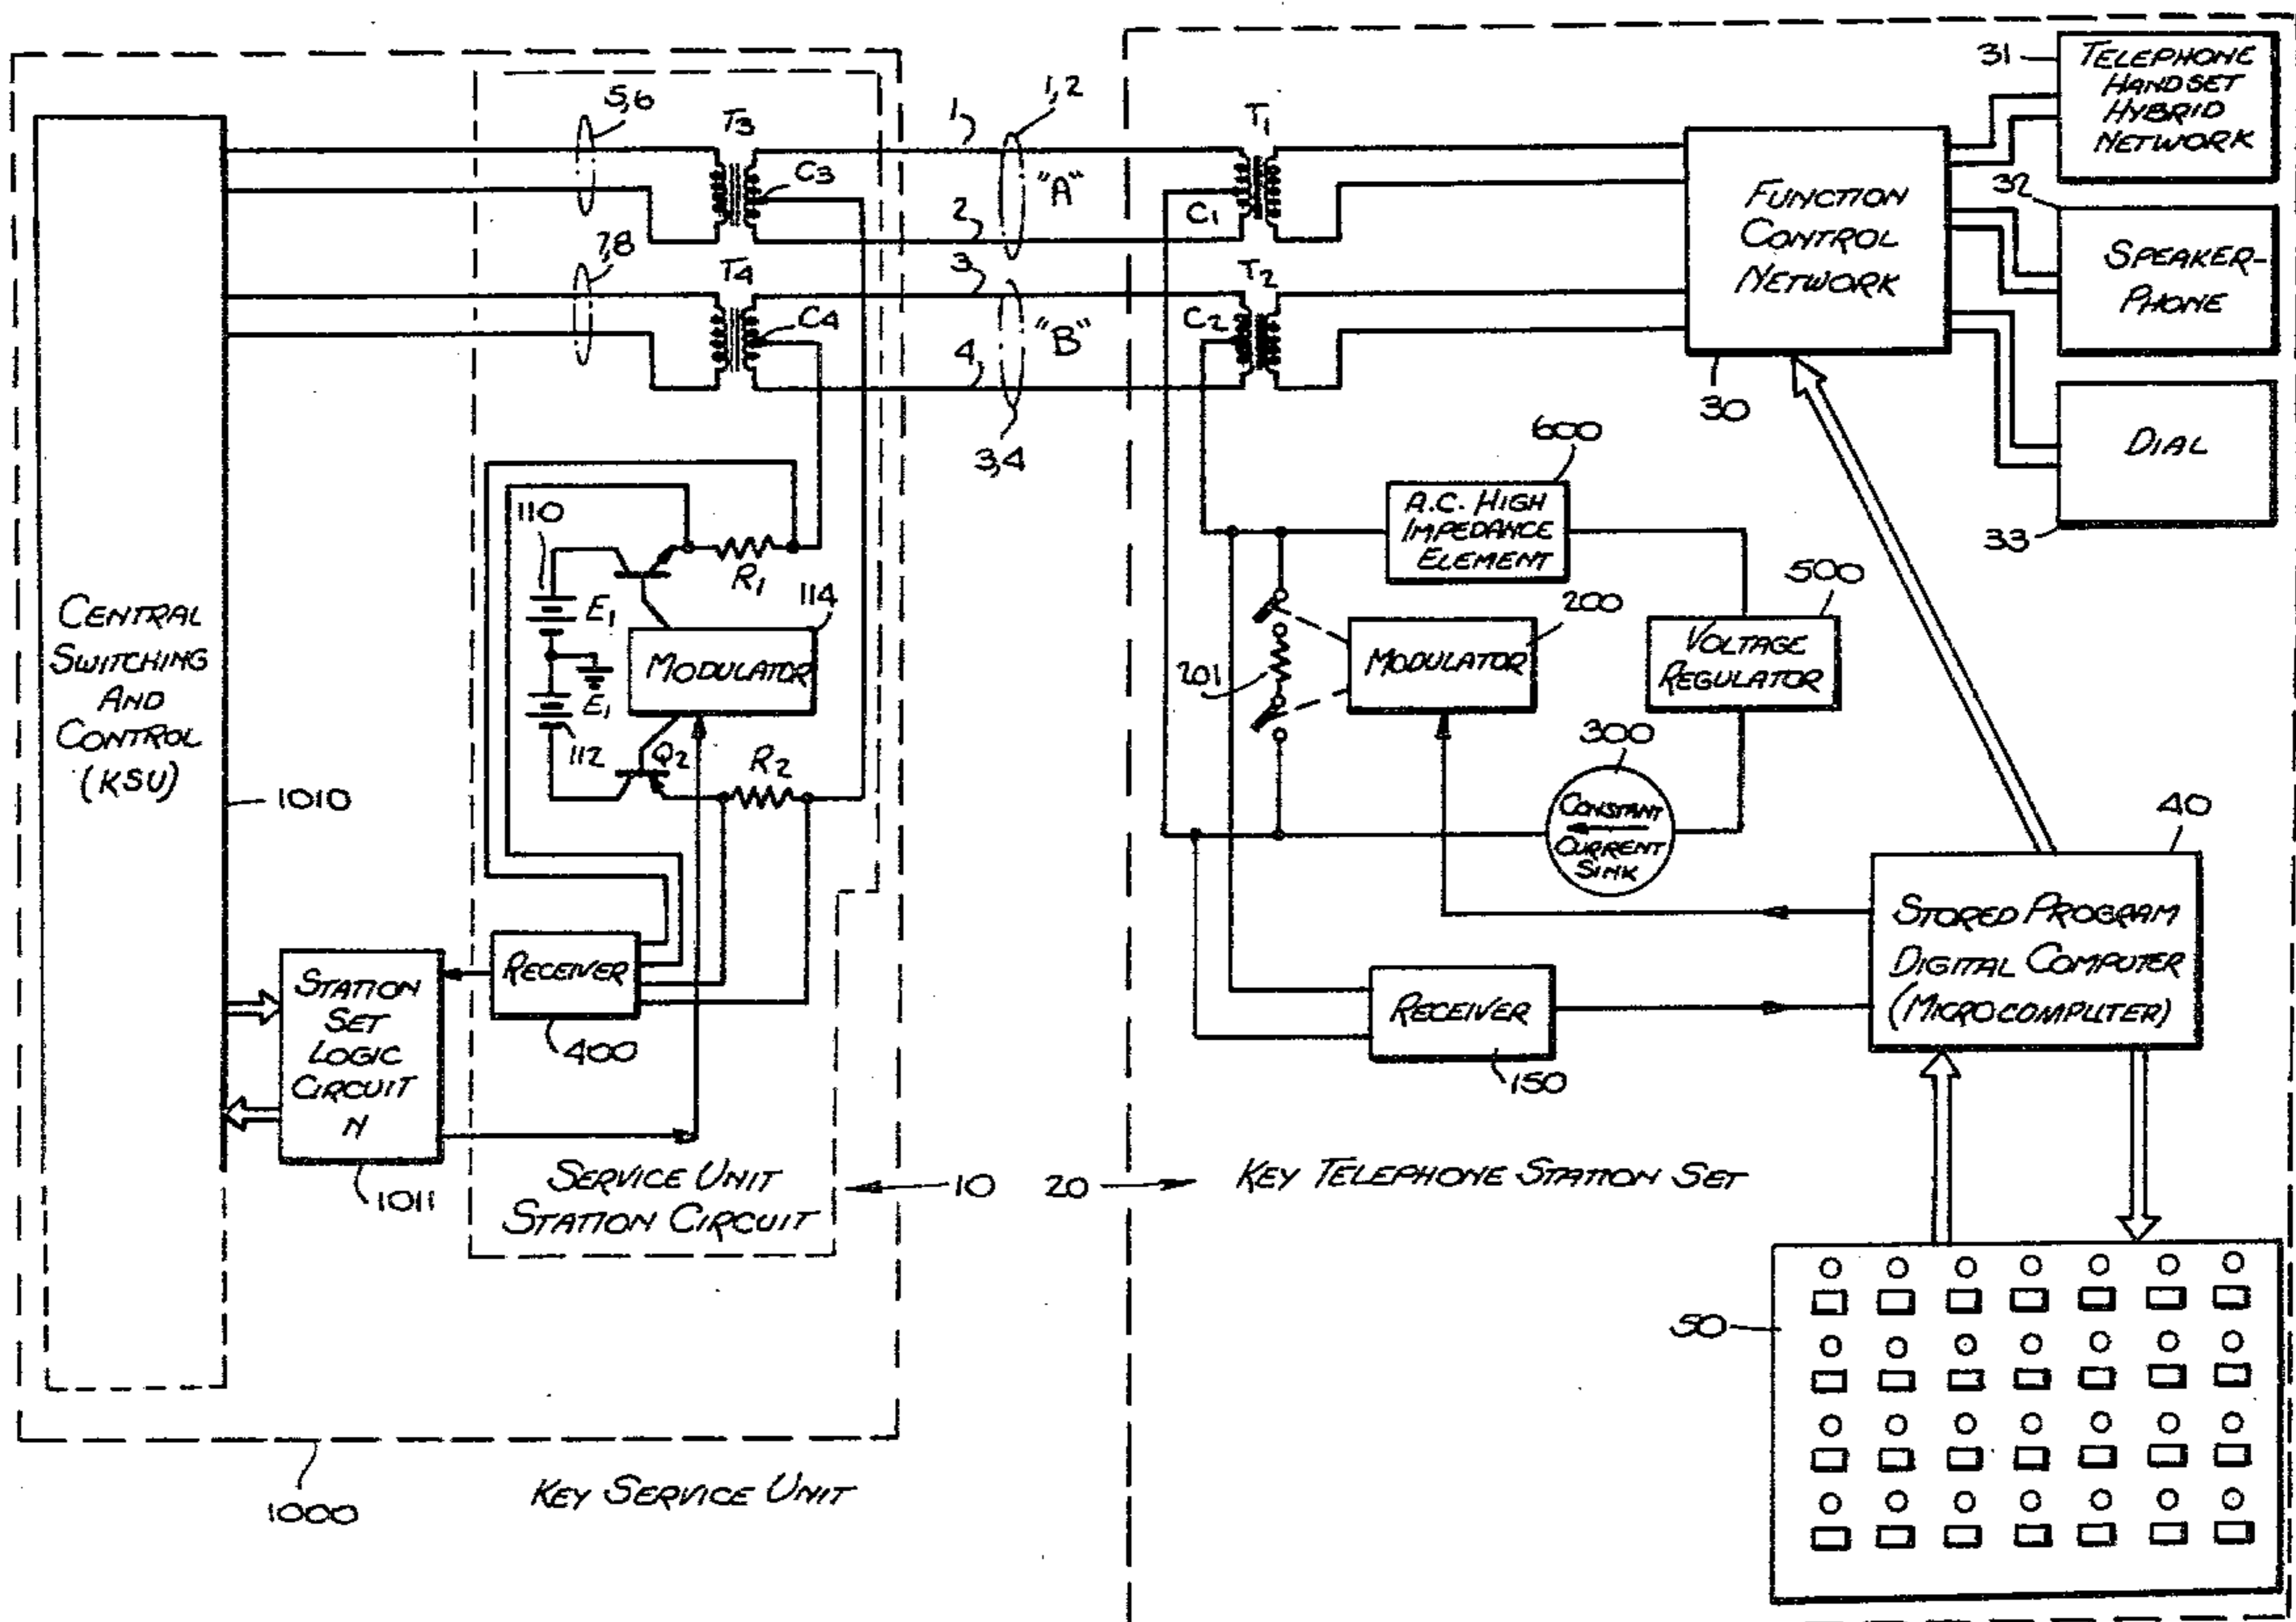 5,6
7,8
T3
C3
T4
C4
1
2
3
4
1,2
"A"
"B"
3,4
T1
C1
T2
C2
31
TELEPHONE
HANDSET
HYBRID
NETWORK
32
SPEAKER-
PHONE
DIAL
33
FUNCTION
CONTROL
NETWORK
30
600
A.C. HIGH
IMPEDANCE
ELEMENT
500
VOLTAGE
REGULATOR
200
MODULATOR
201
300
CONSTANT
CURRENT
SINK
40
STORED PROGRAM
DIGITAL COMPUTER
(MICROCOMPUTER)
RECEIVER
150
50
CENTRAL
SWITCHING
AND
CONTROL
(KSU)
1010
110
E1
E1
112
R1
114
MODULATOR
Q2
R2
RECEIVER
400
STATION
SET
LOGIC
CIRCUIT
N
1011
SERVICE UNIT
STATION CIRCUIT
10
20
KEY TELEPHONE STATION SET
1000
KEY SERVICE UNIT